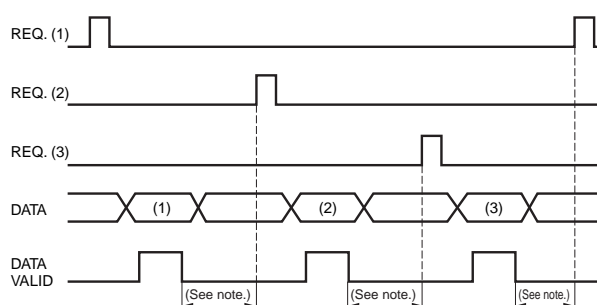 REQ. (1)
REQ. (2)
REQ. (3)
DATA
(1)
(2)
(3)
DATA
VALID
(See note.)
(See note.)
(See note.)